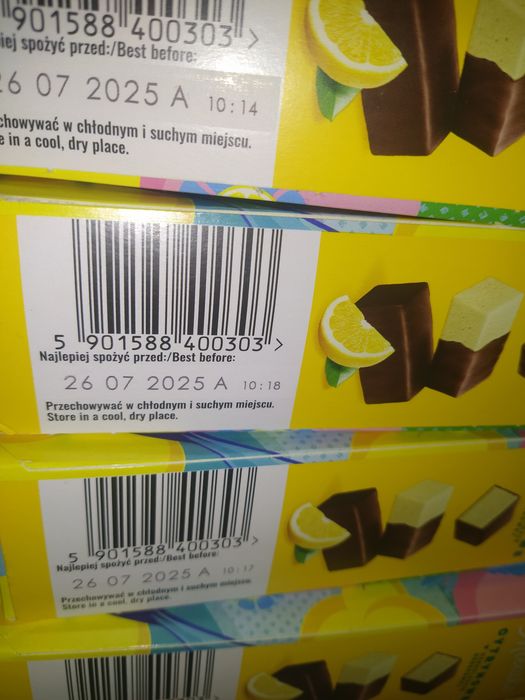 901588 400303 >
spożyć przed:/Best before:
26 07 2025 A 10:14
w chłodnym i suchym miejscu.
in a cool, dry place.
5 901588 400303 >
Najlepiej spożyć przed:/Best before:
26 07 2025 A 10:18
Przechowywać w chłodnym i suchym miejscu.
Store in a cool, dry place.
5 901588 400303 >
Najlepiej spożyć przed:/Best before:
26 07 2025 A 10:17
Przechowywać w chłodnym i suchym miejscu.
Store in a cool, dry place.